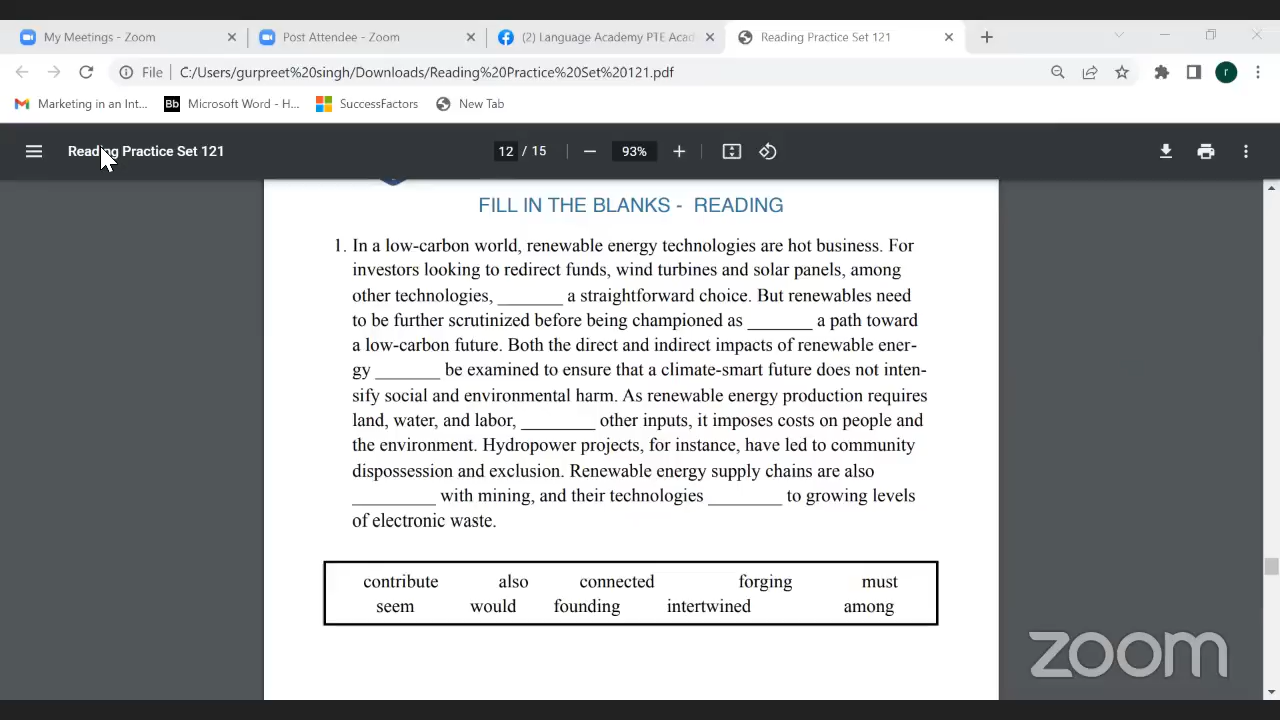 My Meetings - Zoom
Post Attendee - Zoom
(2) Language Academy PTE Acad
Reading Practice Set 121
File
C:/Users/gurpreet%20singh/Downloads/Reading%20Practice%20Set%20121.pdf
r
Marketing in an Int...
Bb Microsoft Word - H...
SuccessFactors
New Tab
Reading Practice Set 121
12 / 15
93%
FILL IN THE BLANKS - READING
1. In a low-carbon world, renewable energy technologies are hot business. For
investors looking to redirect funds, wind turbines and solar panels, among
other technologies, _______ a straightforward choice. But renewables need
to be further scrutinized before being championed as _______ a path toward
a low-carbon future. Both the direct and indirect impacts of renewable ener-
gy _______ be examined to ensure that a climate-smart future does not inten-
sify social and environmental harm. As renewable energy production requires
land, water, and labor, ________ other inputs, it imposes costs on people and
the environment. Hydropower projects, for instance, have led to community
dispossession and exclusion. Renewable energy supply chains are also
_________ with mining, and their technologies ________ to growing levels
of electronic waste.
contribute also connected forging must
seem would founding intertwined among
zoom